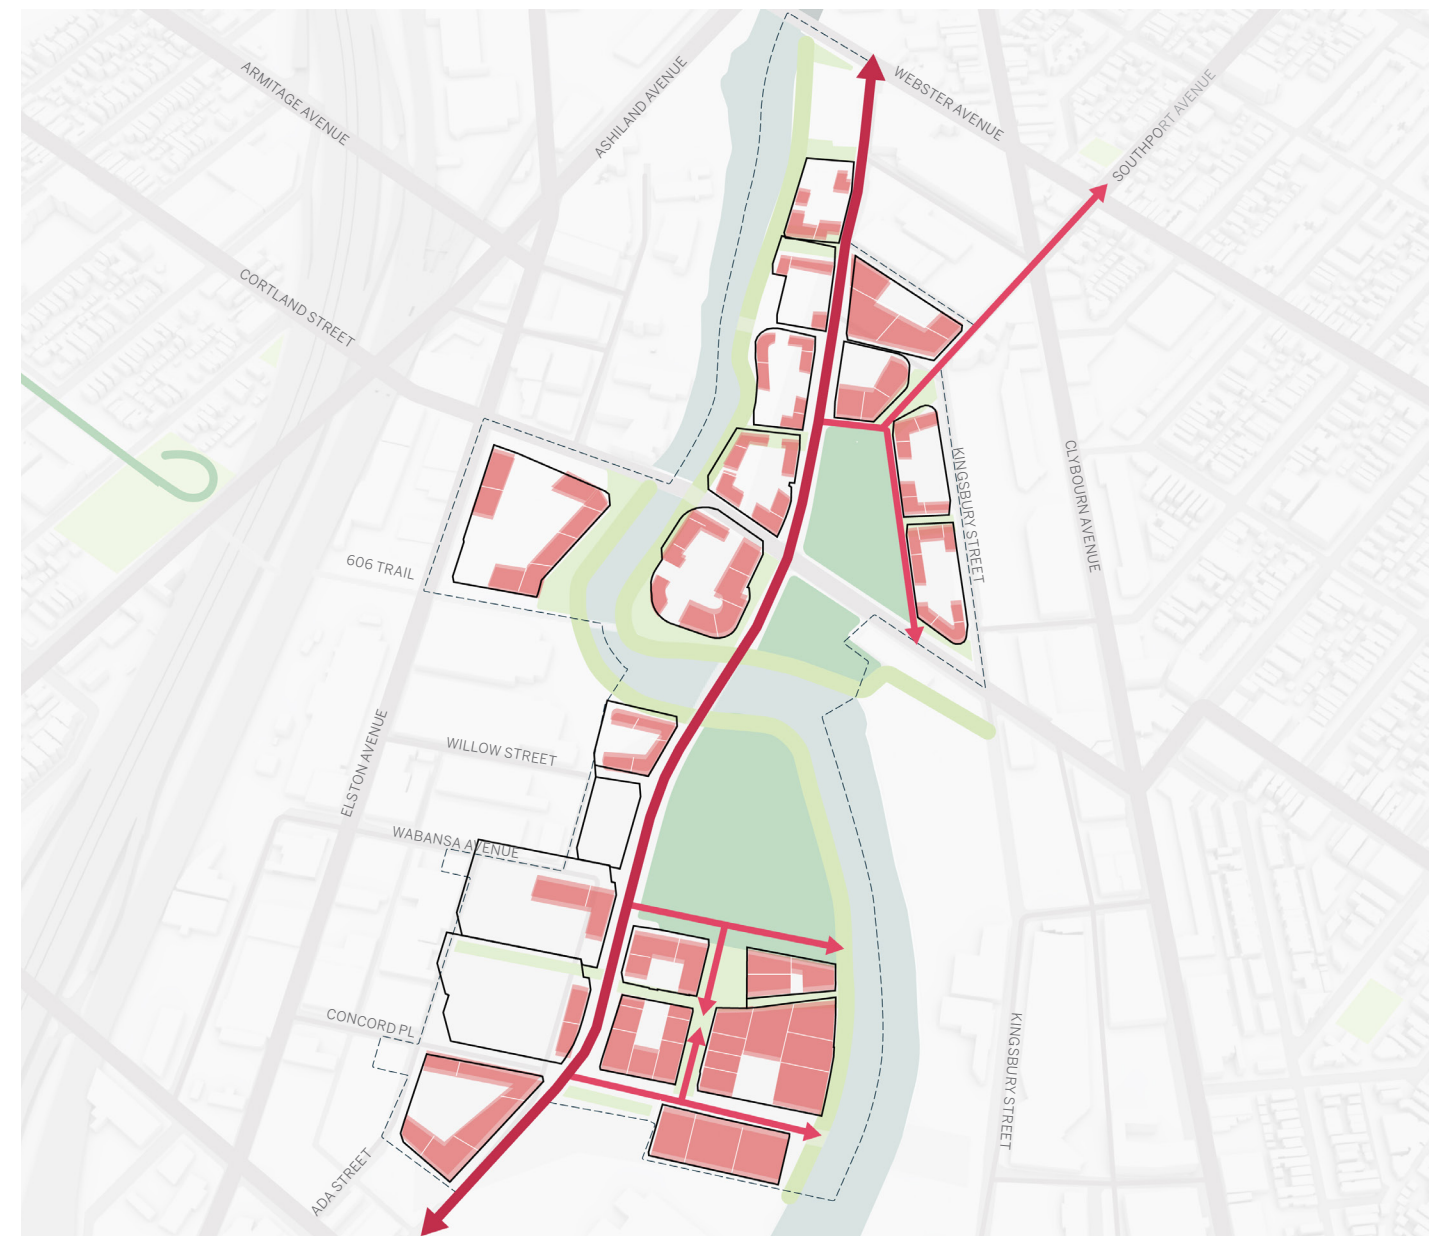 ARMITAGE AVENUE
ASHILAND AVENUE
WEBSTER AVENUE
SOUTHPORT AVENUE
CORTLAND STREET
KINGSBURY STREET
CLYBOURN AVENUE
606 TRAIL
ELSTON AVENUE
WILLOW STREET
WABANSA AVENUE
CONCORD PL
KINGSBURY STREET
ADA STREET